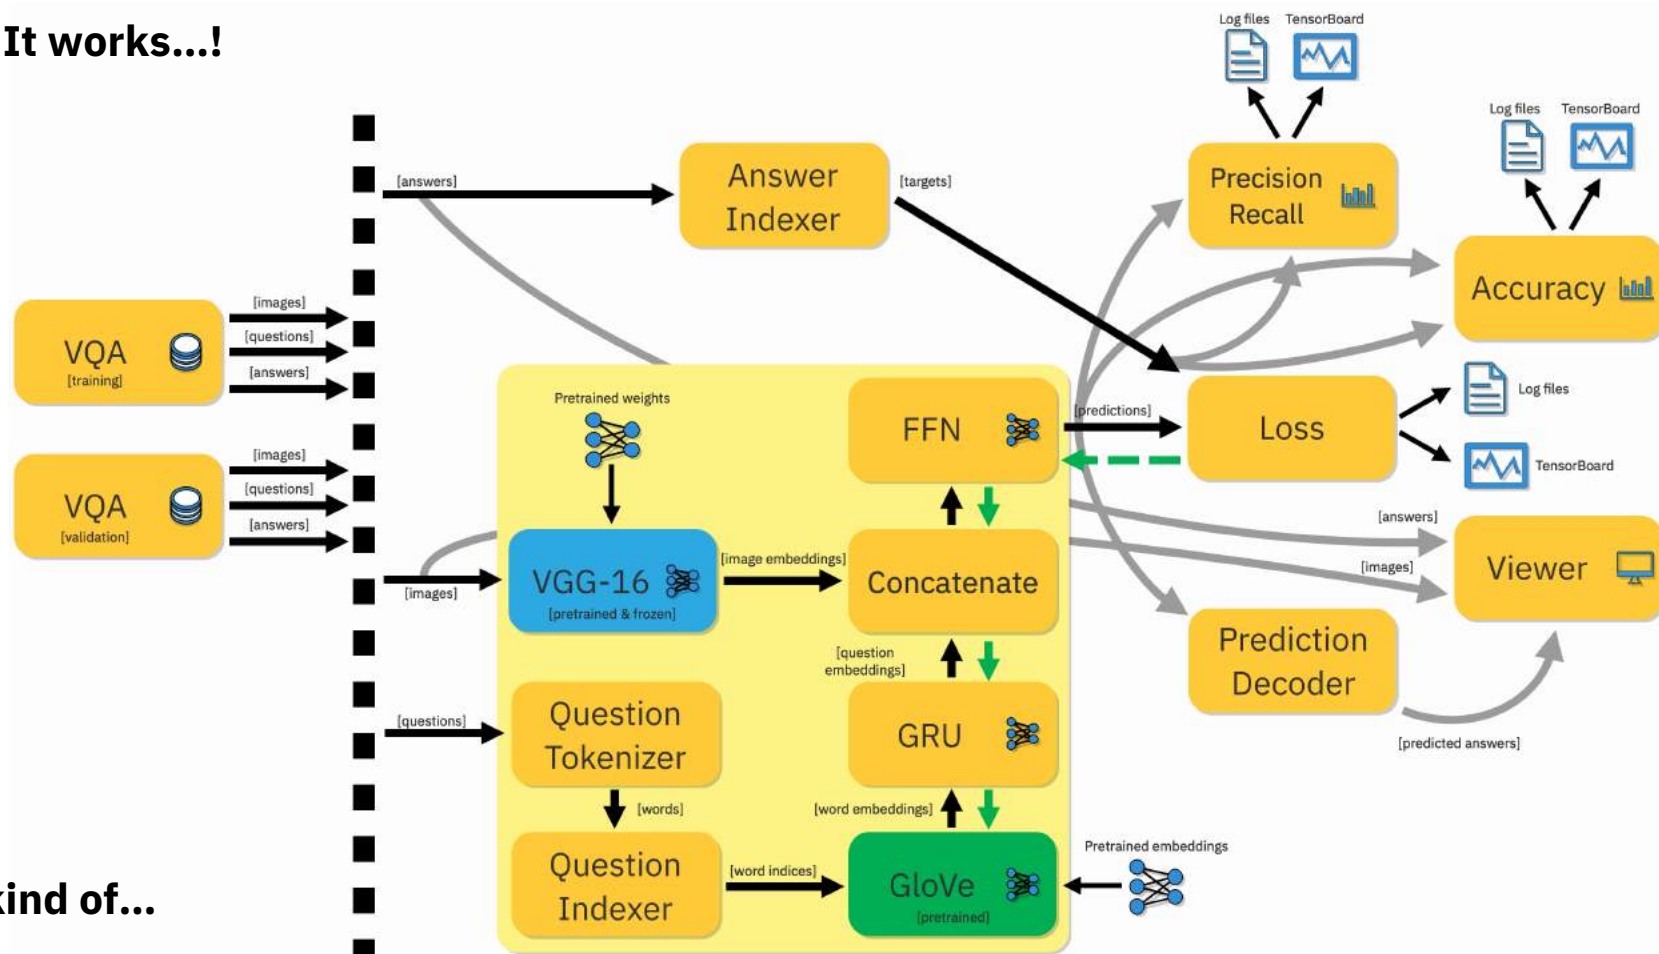 It works...!
Log files
TensorBoard
Log files
TensorBoard
[answers]
Answer
Indexer
[targets]
Precision
Recall
Accuracy
VQA
[training]
[images]
[questions]
[answers]
VQA
[validation]
[images]
[questions]
[answers]
Pretrained weights
FFN
[predictions]
Loss
Log files
TensorBoard
[images]
VGG-16
[pretrained & frozen]
[image embeddings]
Concatenate
[answers]
[images]
Viewer
[question
embeddings]
Prediction
Decoder
[predicted answers]
[questions]
Question
Tokenizer
GRU
[words]
[word embeddings]
Question
Indexer
[word indices]
GloVe
[pretrained]
Pretrained embeddings
kind of...